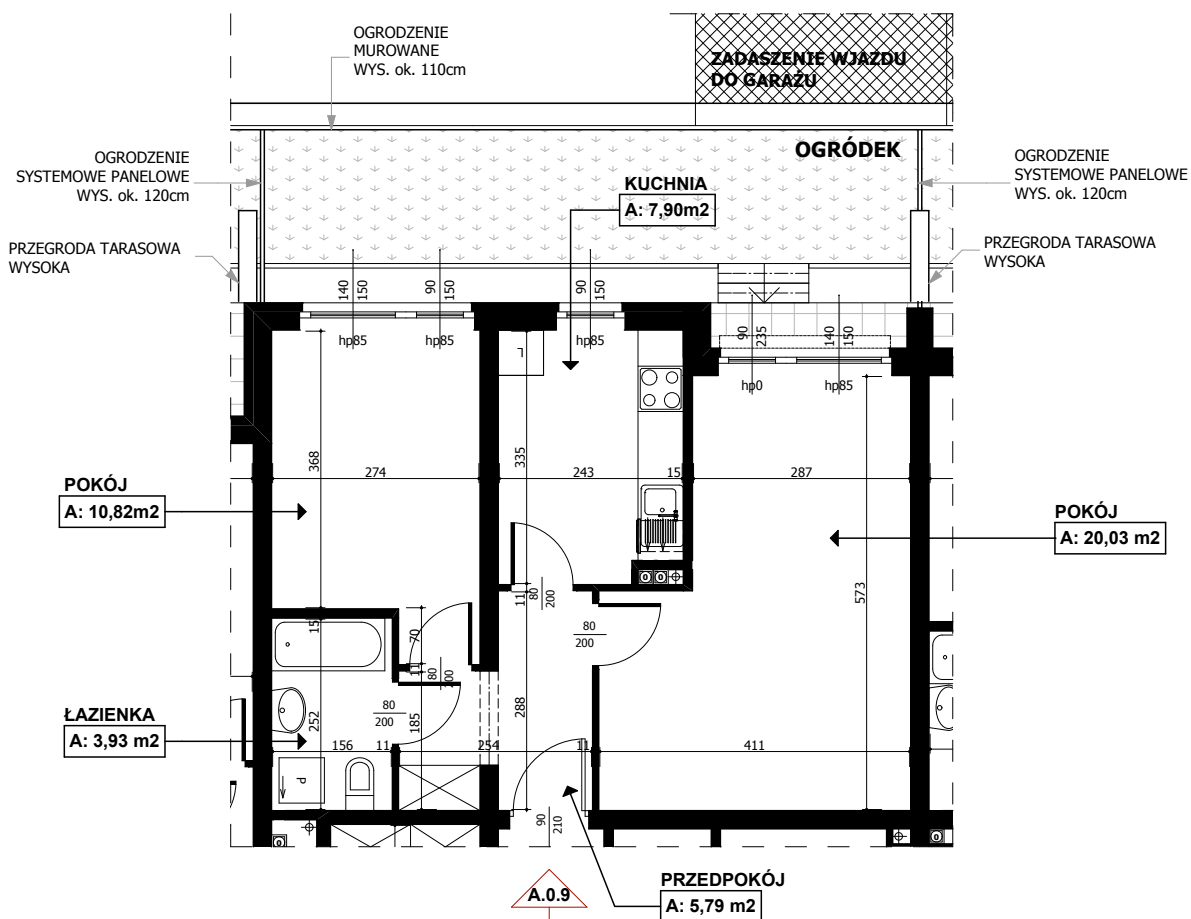 OGRODZENIE
MUROWANE
WYS. ok. 110cm
ZADASZENIE WJAZDU
DO GARAŻU
OGRODZENIE
SYSTEMOWE PANELOWE
WYS. ok. 120cm
OGRÓDEK
OGRODZENIE
SYSTEMOWE PANELOWE
WYS. ok. 120cm
KUCHNIA
A: 7,90m2
PRZEGRODA TARASOWA
WYSOKA
PRZEGRODA TARASOWA
WYSOKA
140
150
90
150
90
150
90
235
140
150
hp85
hp85
hp85
hp0
hp85
L
368
274
335
243
15
287
POKÓJ
A: 10,82m2
POKÓJ
A: 20,03 m2
573
11
80
200
80
200
15
70
11
80
200
ŁAZIENKA
A: 3,93 m2
252
80
200
185
288
156
11
254
11
411
P
90
210
A.0.9
PRZEDPOKÓJ
A: 5,79 m2